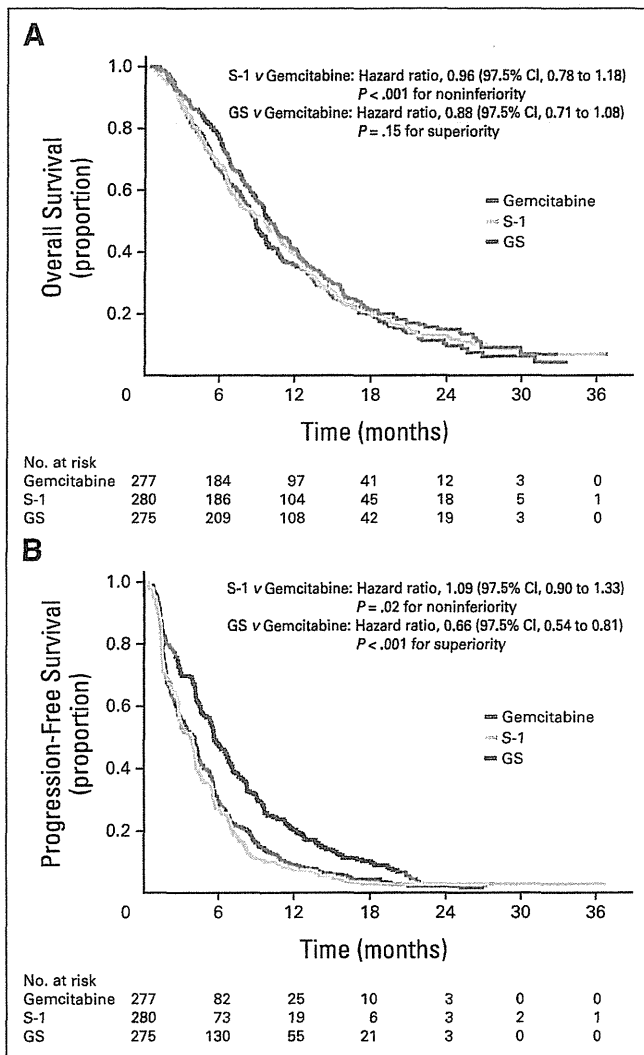 A
S-1 v Gemcitabine: Hazard ratio, 0.96 (97.5% CI, 0.78 to 1.18)
P < .001 for noninferiority
GS v Gemcitabine: Hazard ratio, 0.88 (97.5% CI, 0.71 to 1.08)
P = .15 for superiority
Gemcitabine
S-1
GS
Overall Survival
(proportion)
1.0
0.8
0.6
0.4
0.2
0 6 12 18 24 30 36
Time (months)
No. at risk
Gemcitabine 277 184 97 41 12 3 0
S-1 280 186 104 45 18 5 1
GS 275 209 108 42 19 3 0
B
S-1 v Gemcitabine: Hazard ratio, 1.09 (97.5% CI, 0.90 to 1.33)
P = .02 for noninferiority
GS v Gemcitabine: Hazard ratio, 0.66 (97.5% CI, 0.54 to 0.81)
P < .001 for superiority
Gemcitabine
S-1
GS
Progression-Free Survival
(proportion)
1.0
0.8
0.6
0.4
0.2
0 6 12 18 24 30 36
Time (months)
No. at risk
Gemcitabine 277 82 25 10 3 0 0
S-1 280 73 19 6 3 2 1
GS 275 130 55 21 3 0 0